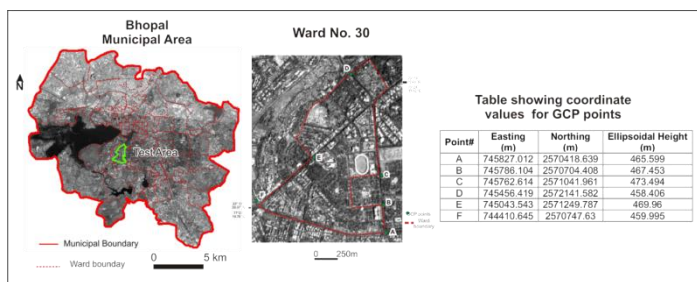 Bhopal
Municipal Area
N
Test Area
Municipal Boundary
Ward bounday
0
5 km
Ward No. 30
D
E
C
F
B
A
GCP points
Ward
boundary
0
250m
Table showing coordinate
values for GCP points
Point# Easting (m) Northing (m) Ellipsoidal Height (m)
A 745827.012 2570418.639 465.599
B 745786.104 2570704.408 467.453
C 745762.614 2571041.961 473.494
D 745456.419 2572141.582 458.406
E 745043.543 2571249.787 469.96
F 744410.645 2570747.63 459.995